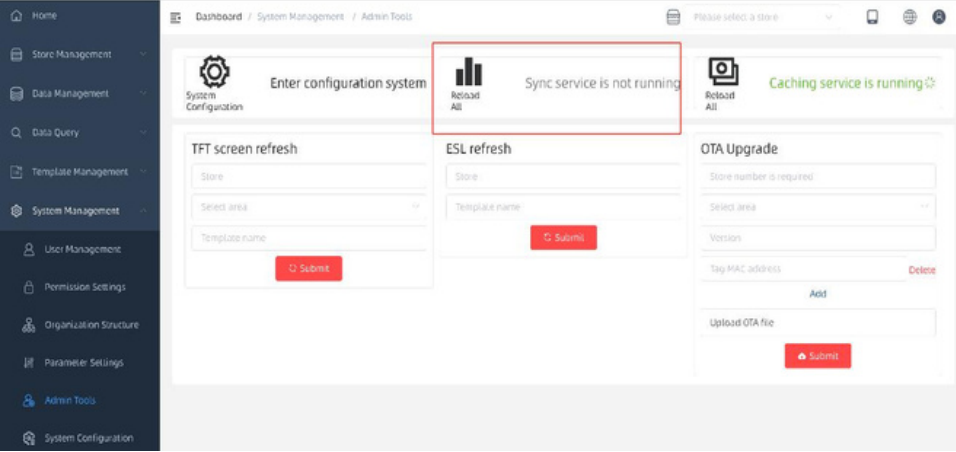 Home
Store Management
Data Management
Data Query
Template Management
System Management
User Management
Permission Settings
Organization Structure
Parameter Settings
Admin Tools
System Configuration
Dashboard / System Management / Admin Tools
Please select a store
System
Configuration
Enter configuration system
Reload
All
Sync service is not running
Reload
All
Caching service is running
TFT screen refresh
Store
Select area
Template name
Submit
ESL refresh
Store
Template name
Submit
OTA Upgrade
Store number is required
Select area
Version
Tag MAC address
Delete
Add
Upload OTA file
Submit